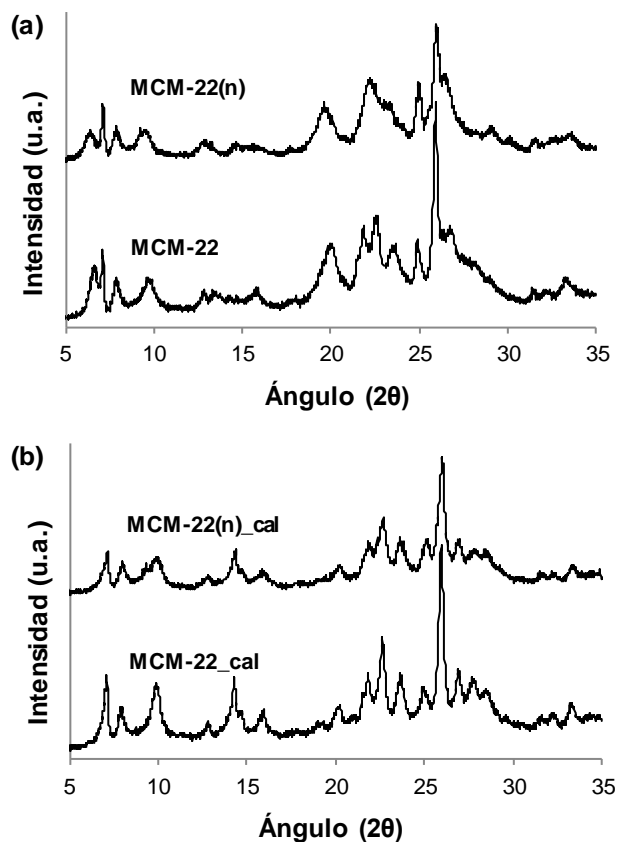 (a)
MCM-22(n)
MCM-22
Intensidad (u.a.)
5 10 15 20 25 30 35
Ángulo (2θ)
(b)
MCM-22(n)_cal
MCM-22_cal
Intensidad (u.a.)
5 10 15 20 25 30 35
Ángulo (2θ)